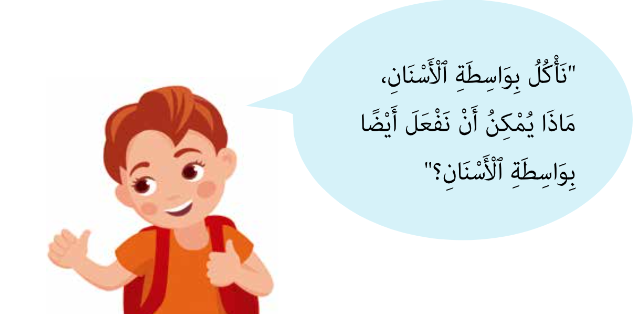 "نَأْكُلُ بِوَاسِطَةِ ٱلْأَسْنَانِ،
مَاذَا يُمْكِنُ أَنْ نَفْعَلَ أَيْضًا
بِوَاسِطَةِ ٱلْأَسْنَانِ؟"